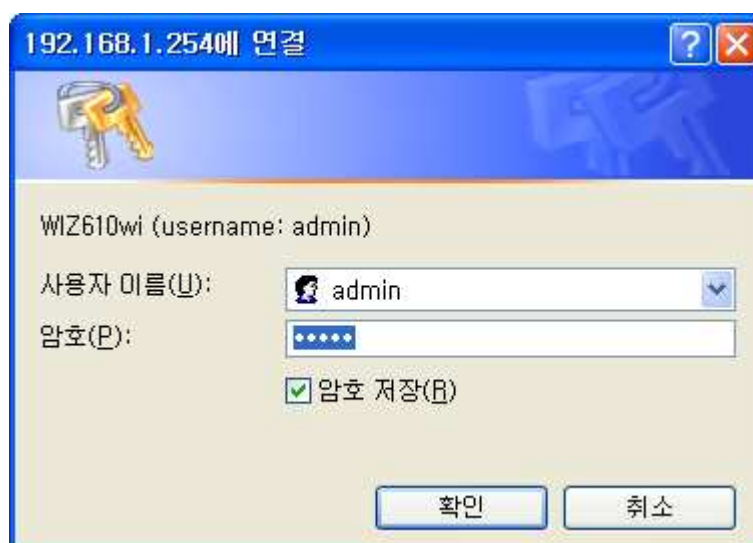 192.168.1.254에 연결
WIZ610wi (username: admin)
사용자 이름(U): admin
암호(P): •••••
암호 저장(R)
확인 취소